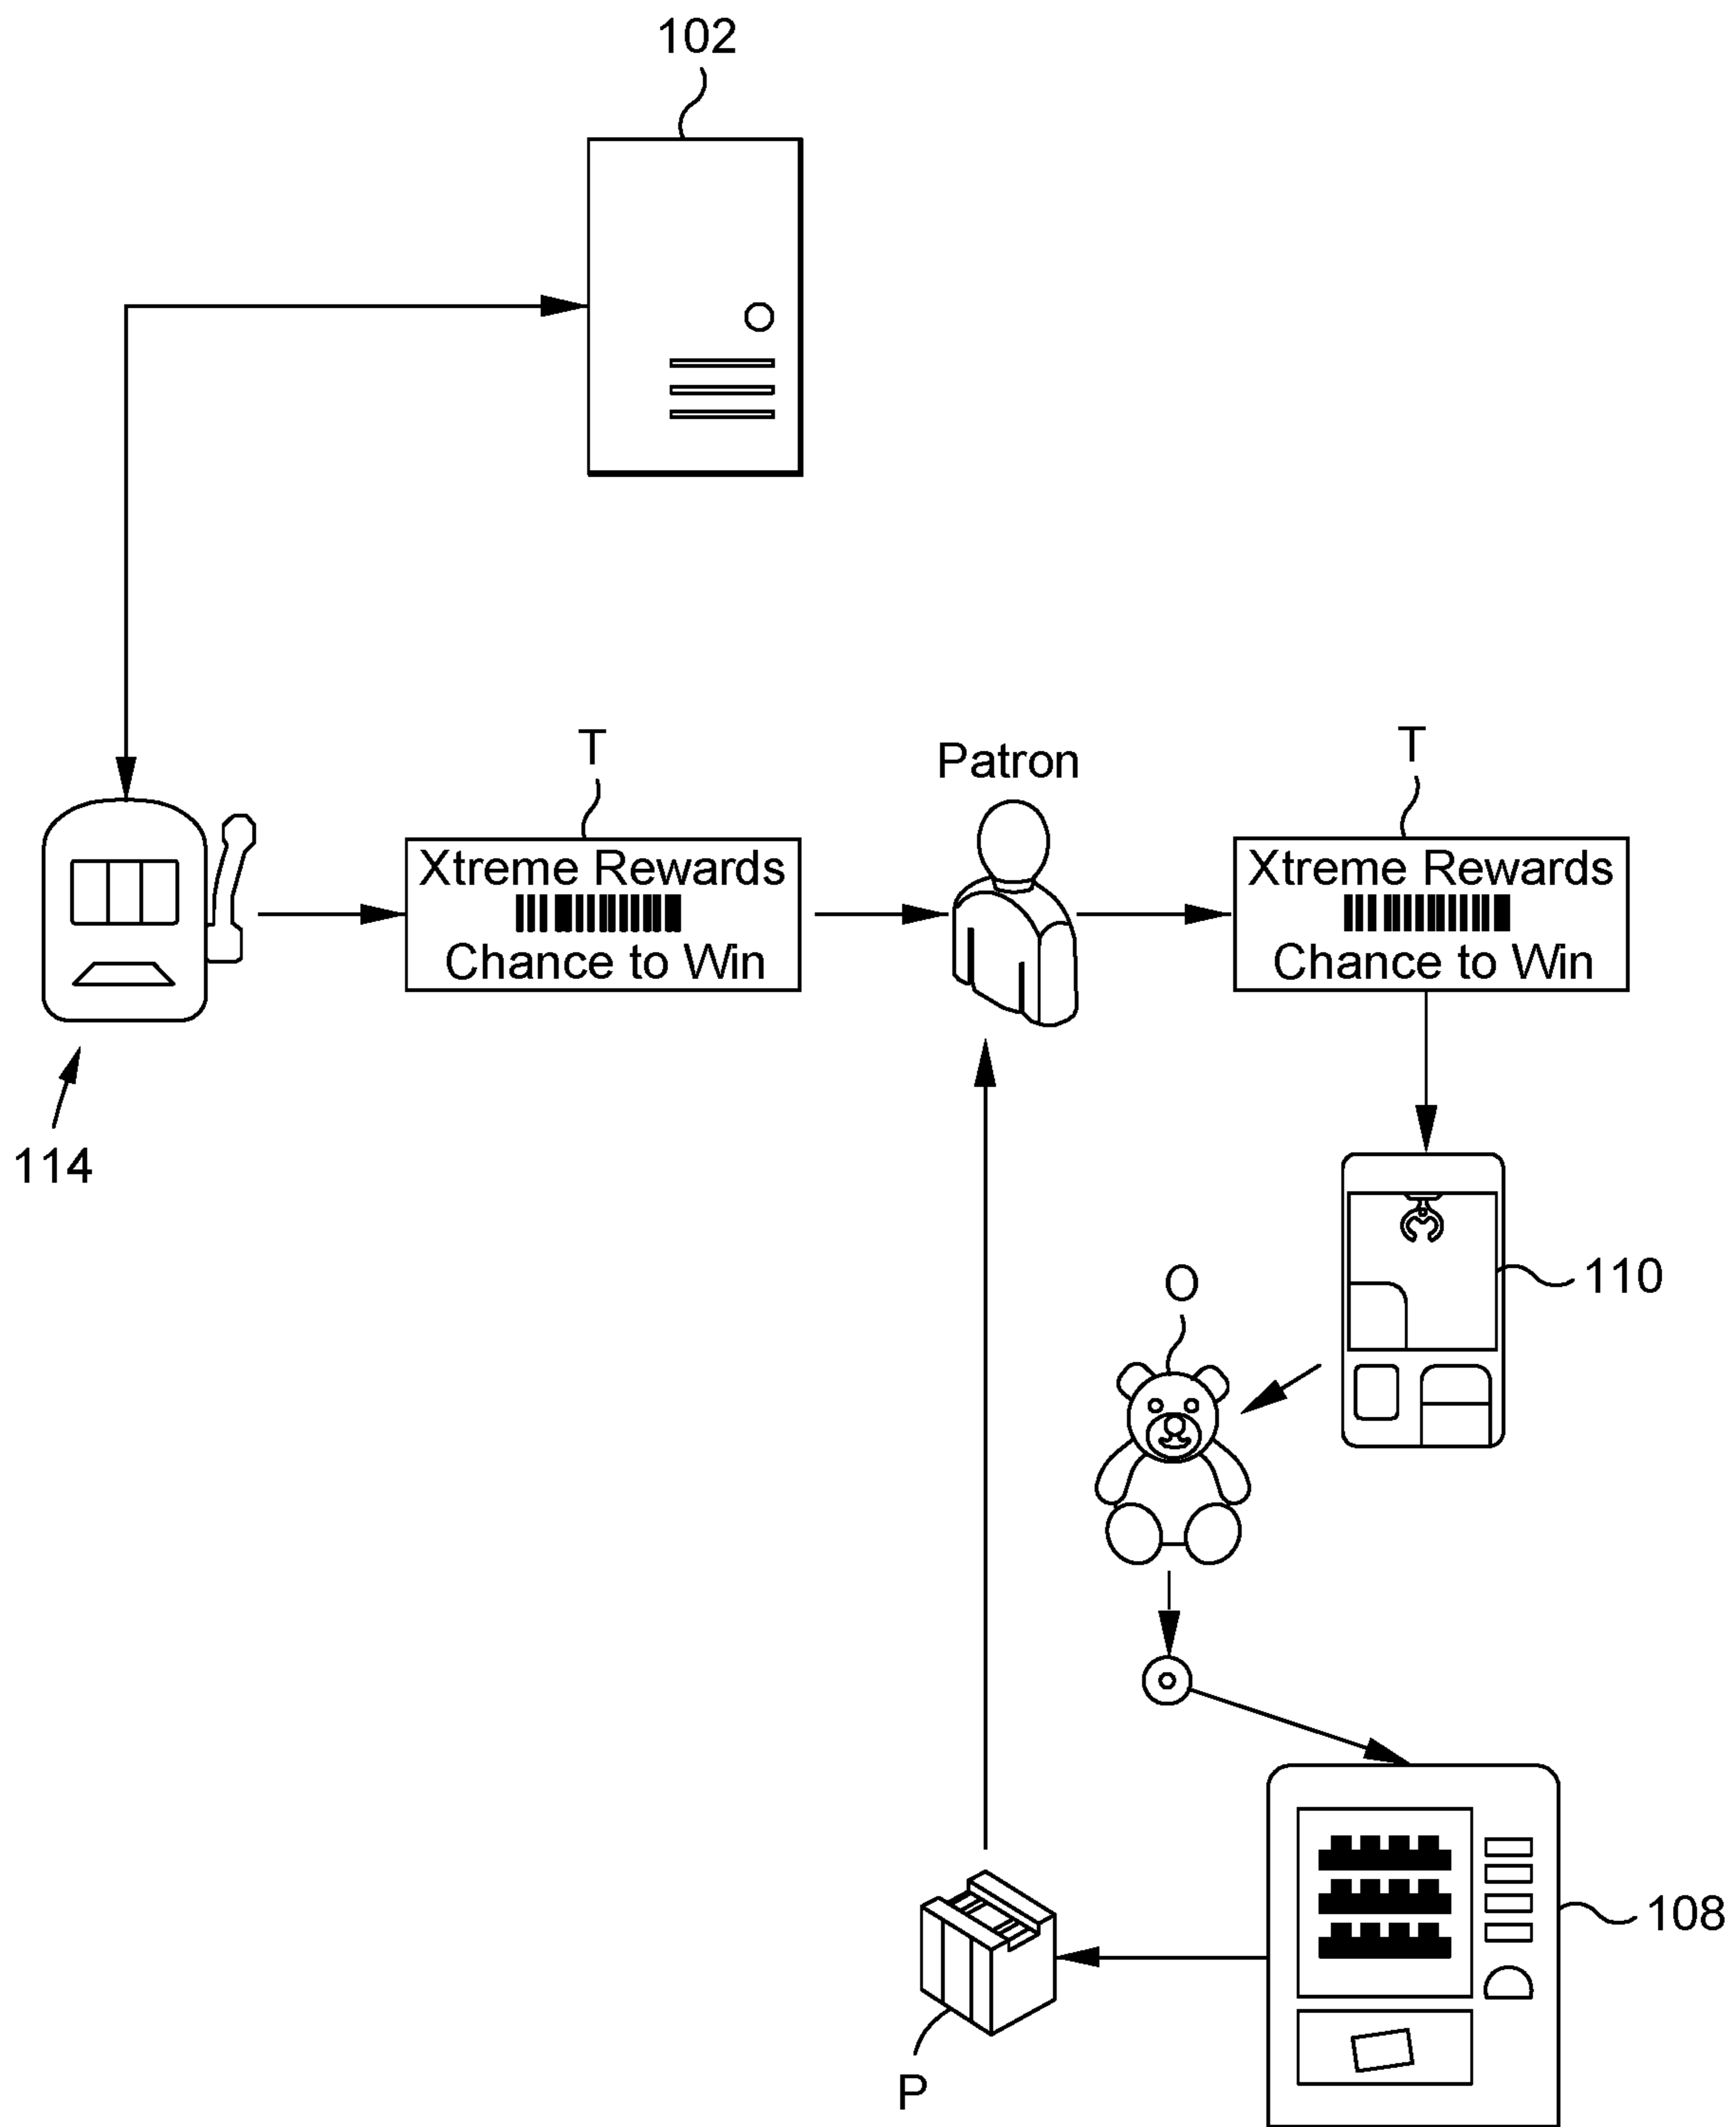 102
T
Patron
T
Xtreme Rewards
Chance to Win
Xtreme Rewards
Chance to Win
114
110
O
108
P